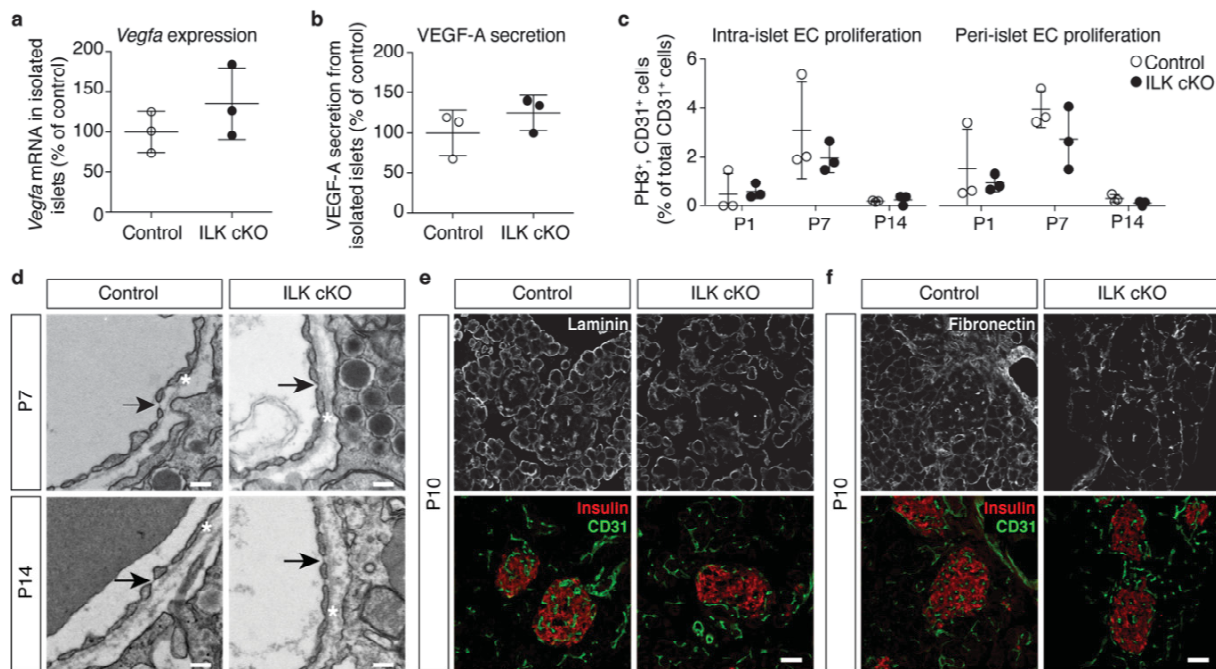 a
Vegfa expression
Vegfa mRNA in isolated
islets (% of control)
200
150
100
50
0
Control
ILK cKO
b
VEGF-A secretion
VEGF-A secretion from
isolated islets (% of control)
200
150
100
50
0
Control
ILK cKO
c
Intra-islet EC proliferation
Peri-islet EC proliferation
Control
ILK cKO
PH3⁺, CD31⁺ cells
(% of total CD31⁺ cells)
6
4
2
0
P1
P7
P14
P1
P7
P14
d
Control
ILK cKO
P7
*
*
P14
*
*
e
Control
ILK cKO
P10
Laminin
Insulin
CD31
f
Control
ILK cKO
P10
Fibronectin
Insulin
CD31